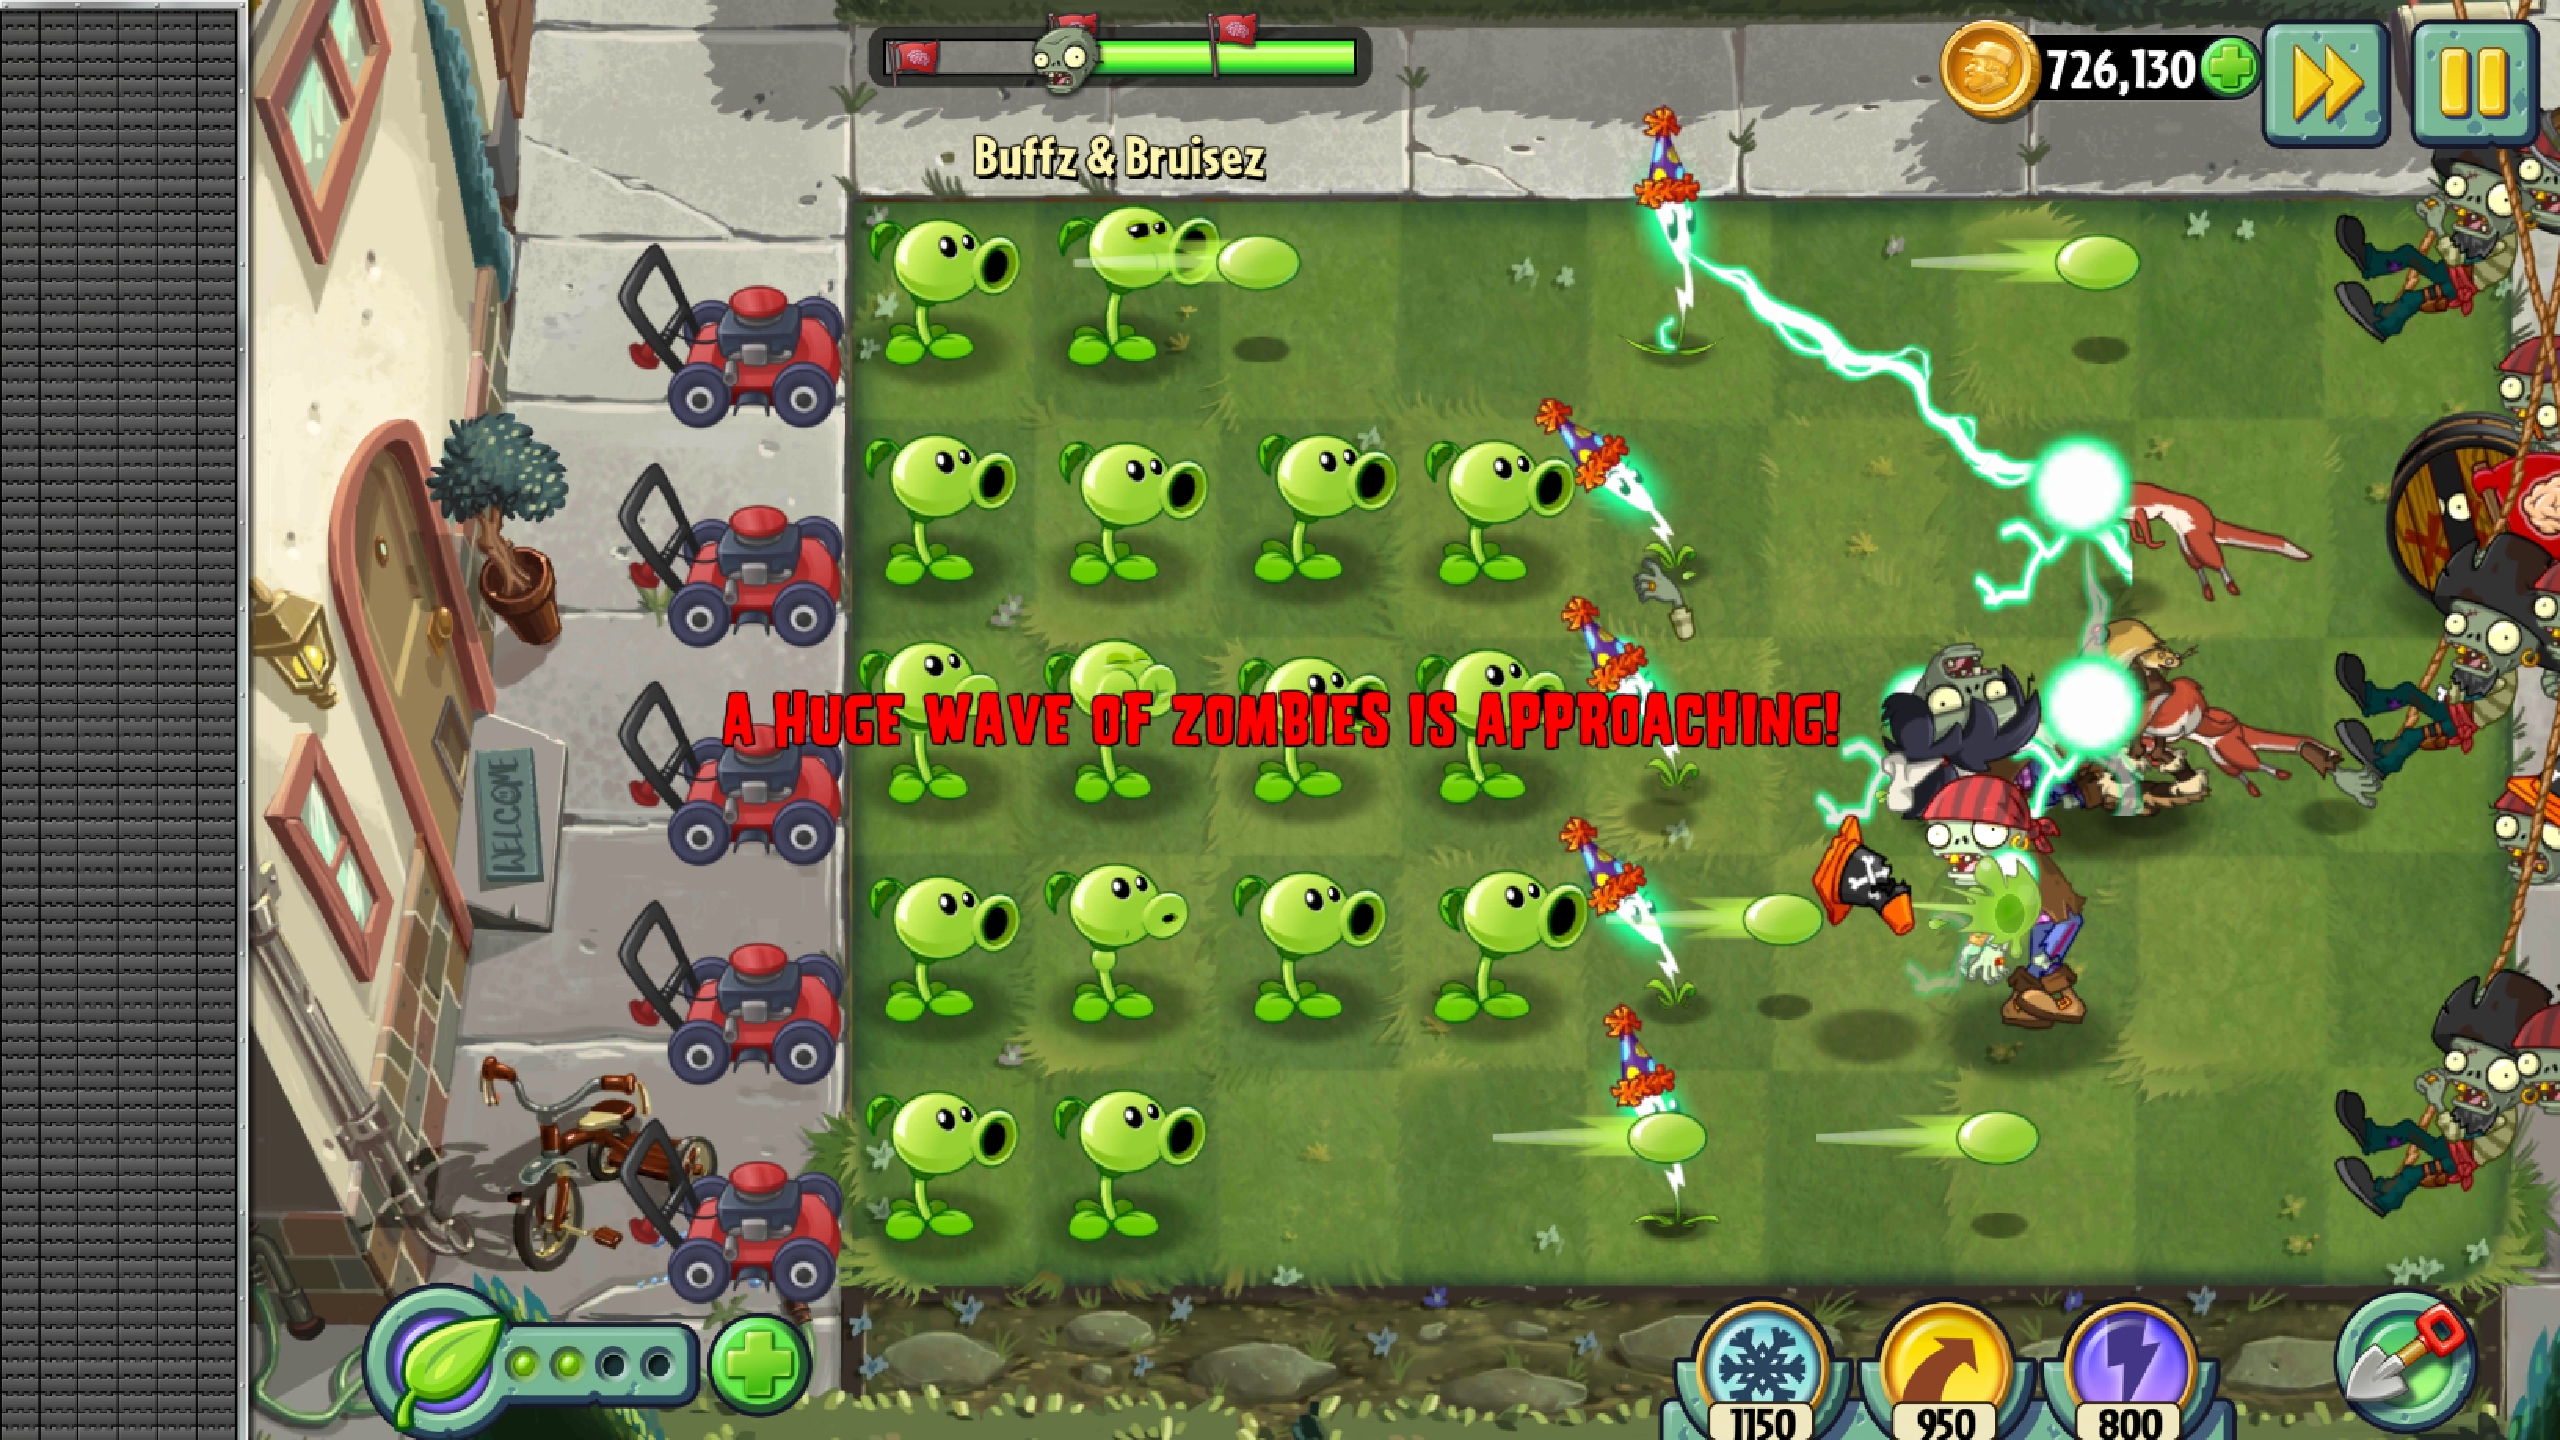 726,130
Buffz & Bruisez
A HUGE WAVE OF ZOMBIES IS APPROACHING!
WELCOME
1150
950
800